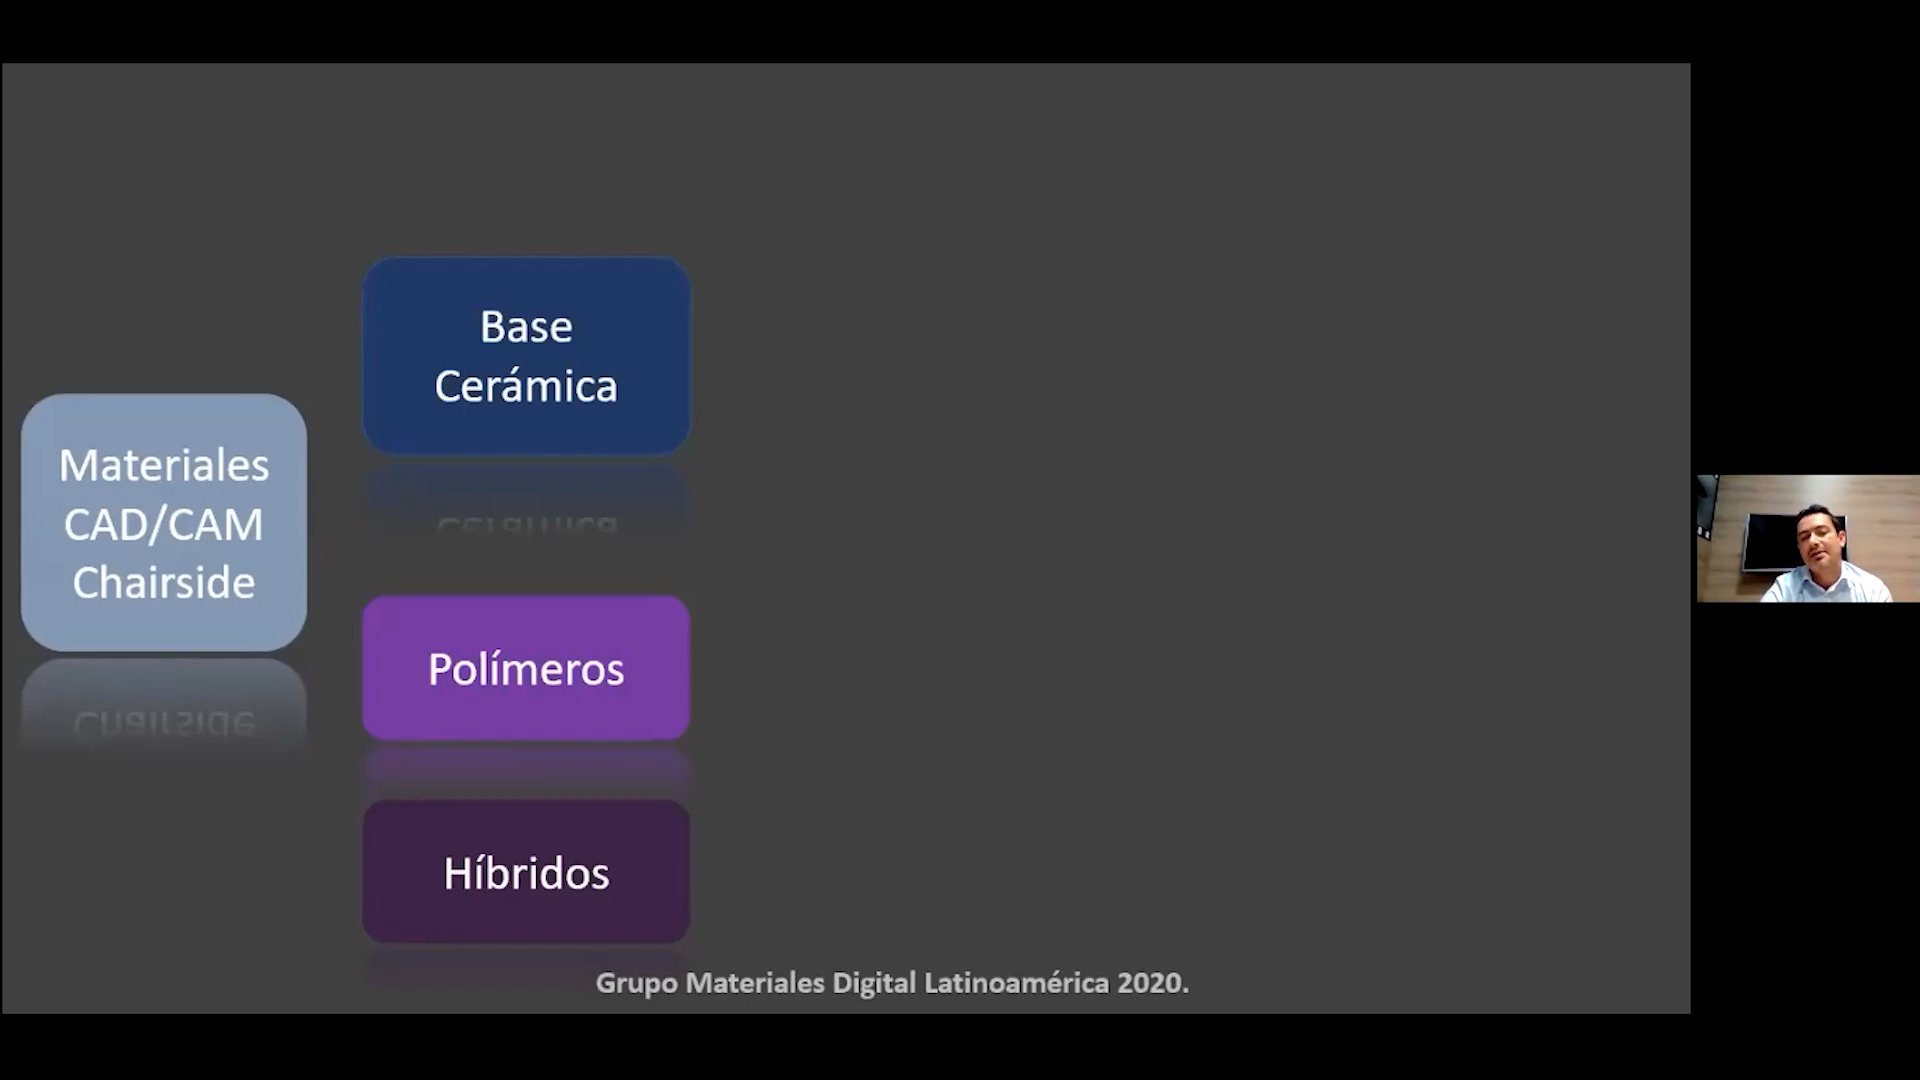 Materiales
CAD/CAM
Chairside
Base
Cerámica
Polímeros
Híbridos
Grupo Materiales Digital Latinoamérica 2020.